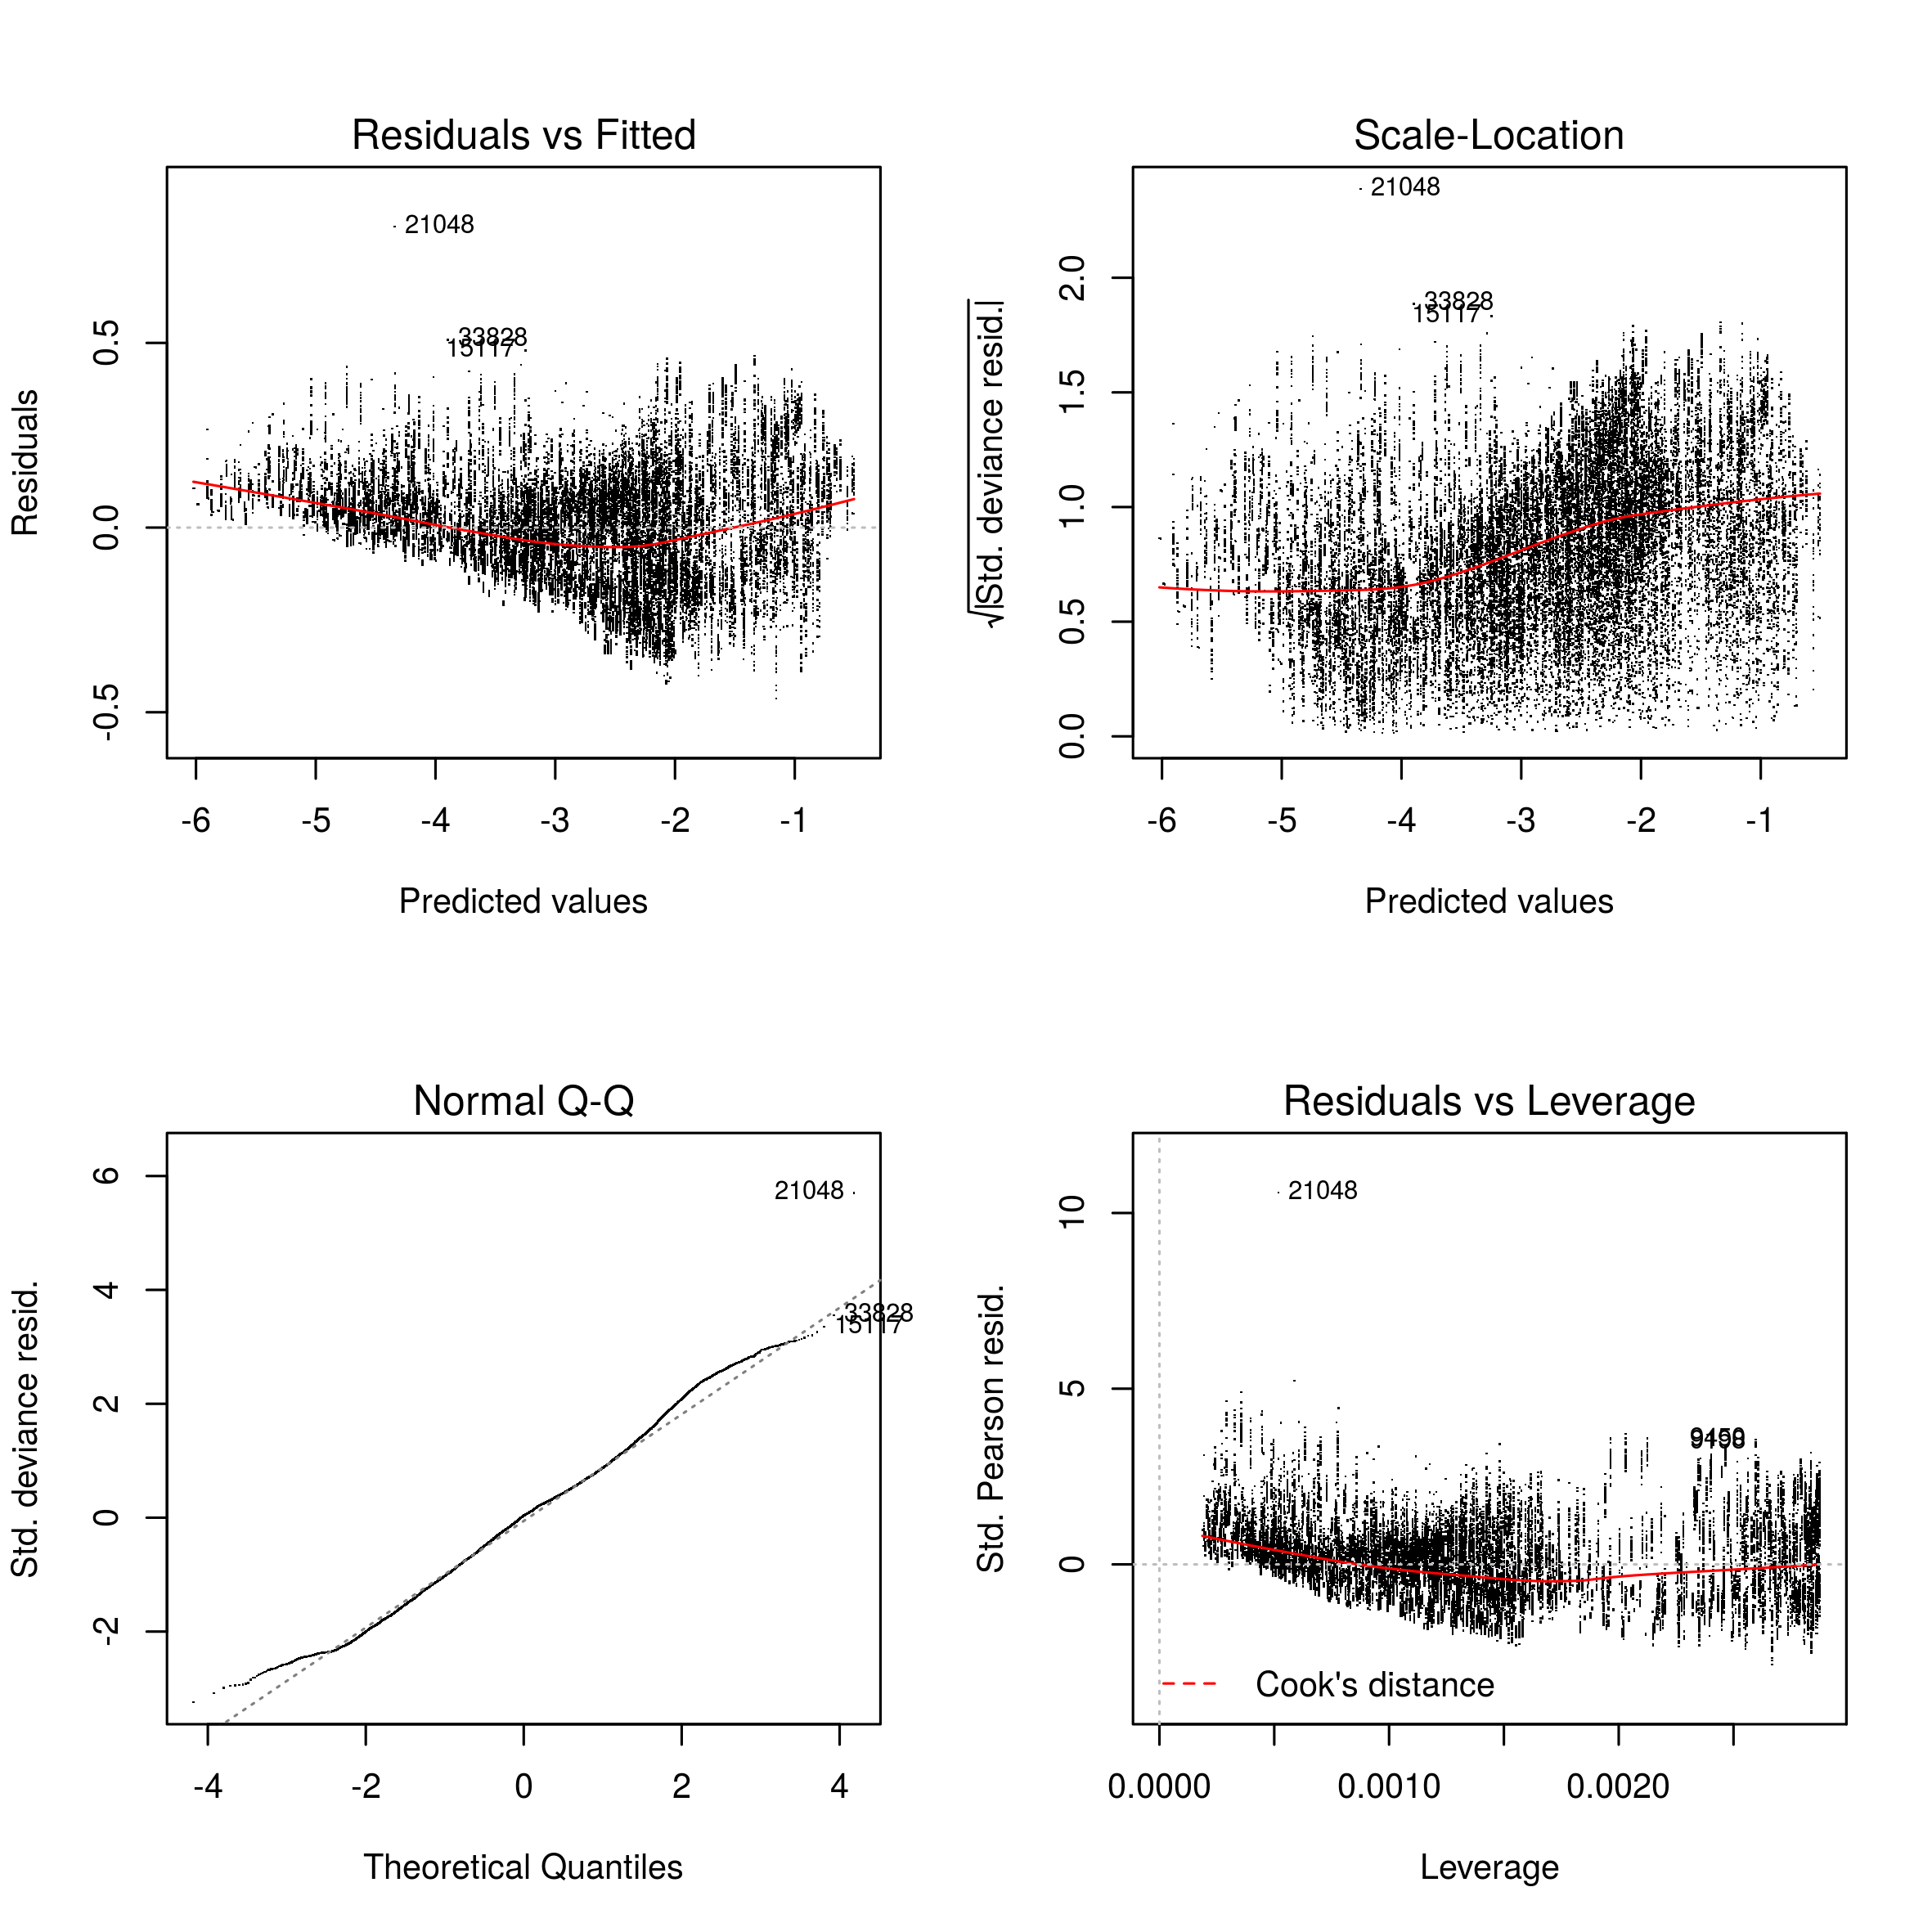 Residuals vs Fitted
Residuals
0.5
0.0
-0.5
21048
33828
15117
-6 -5 -4 -3 -2 -1
Predicted values
Scale-Location
√|Std. deviance resid.|
2.0
1.5
1.0
0.5
0.0
21048
33828
15117
-6 -5 -4 -3 -2 -1
Predicted values
Normal Q-Q
Std. deviance resid.
6
4
2
0
-2
21048
33828
15117
-4 -2 0 2 4
Theoretical Quantiles
Residuals vs Leverage
Std. Pearson resid.
10
5
0
21048
Cook's distance
0.0000 0.0010 0.0020
Leverage